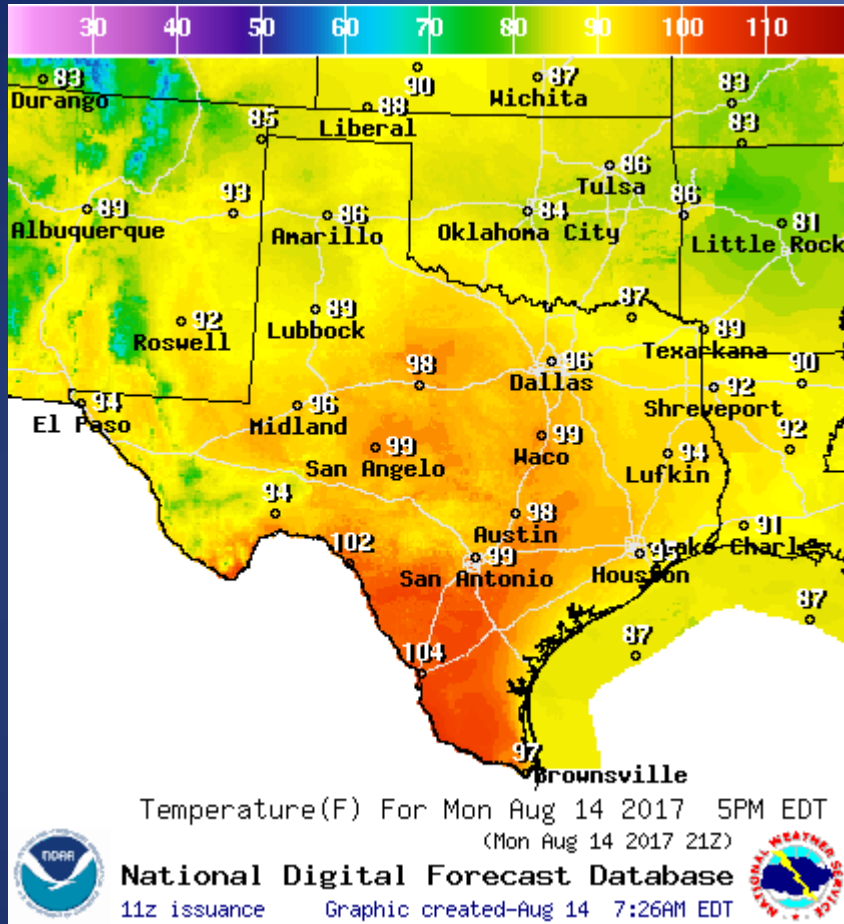 30 40 50 60 70 80 90 100 110
83
Durango
90
87
Wichita
88
Liberal
83
85
83
86
Tulsa
89
Albuquerque
93
86
Amarillo
84
Oklahoma City
86
81
Little Rock
92
Roswell
89
Lubbock
87
89
Texarkana
98
96
Dallas
90
92
Shreveport
94
El Paso
96
Midland
99
San Angelo
99
Waco
94
Lufkin
92
94
98
Austin
91
Lake Charles
102
99
San Antonio
95
Houston
87
87
104
97
Brownsville
Temperature(F) For Mon Aug 14 2017 5PM EDT
(Mon Aug 14 2017 21Z)
National Digital Forecast Database
11z issuance Graphic created-Aug 14 7:26AM EDT
NOAA
NATIONAL WEATHER SERVICE